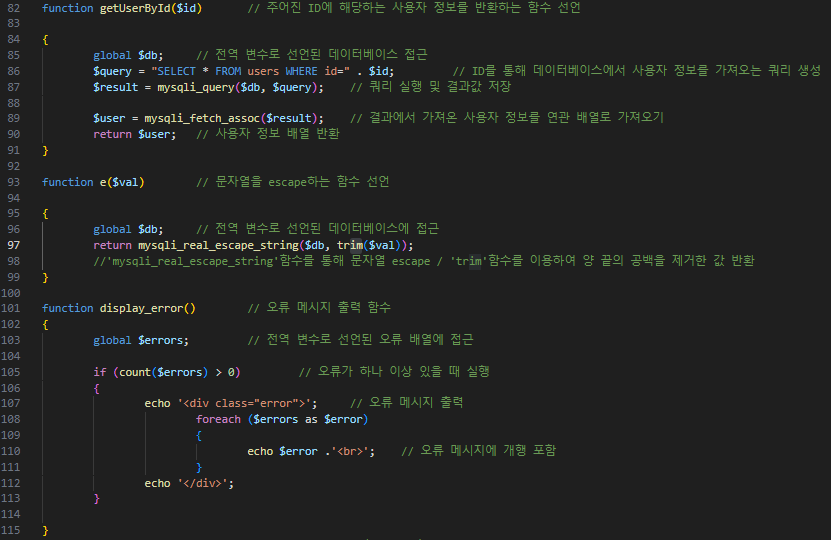 82 function getUserById($id) // 주어진 ID에 해당하는 사용자 정보를 반환하는 함수 선언
83
84 {
85 global $db; // 전역 변수로 선언된 데이터베이스 접근
86 $query = "SELECT * FROM users WHERE id=" . $id; // ID를 통해 데이터베이스에서 사용자 정보를 가져오는 쿼리 생성
87 $result = mysqli_query($db, $query); // 쿼리 실행 및 결과값 저장
88
89 $user = mysqli_fetch_assoc($result); // 결과에서 가져온 사용자 정보를 연관 배열로 가져오기
90 return $user; // 사용자 정보 배열 반환
91 }
92
93 function e($val) // 문자열을 escape하는 함수 선언
94
95 {
96 global $db; // 전역 변수로 선언된 데이터베이스에 접근
97 return mysqli_real_escape_string($db, trim($val));
98 //'mysqli_real_escape_string'함수를 통해 문자열 escape / 'trim'함수를 이용하여 양 끝의 공백을 제거한 값 반환
99 }
100
101 function display_error() // 오류 메시지 출력 함수
102 {
103 global $errors; // 전역 변수로 선언된 오류 배열에 접근
104
105 if (count($errors) > 0) // 오류가 하나 이상 있을 때 실행
106 {
107 echo '<div class="error">'; // 오류 메시지 출력
108 foreach ($errors as $error)
109 {
110 echo $error .'<br>'; // 오류 메시지에 개행 포함
111 }
112 echo '</div>';
113 }
114
115 }